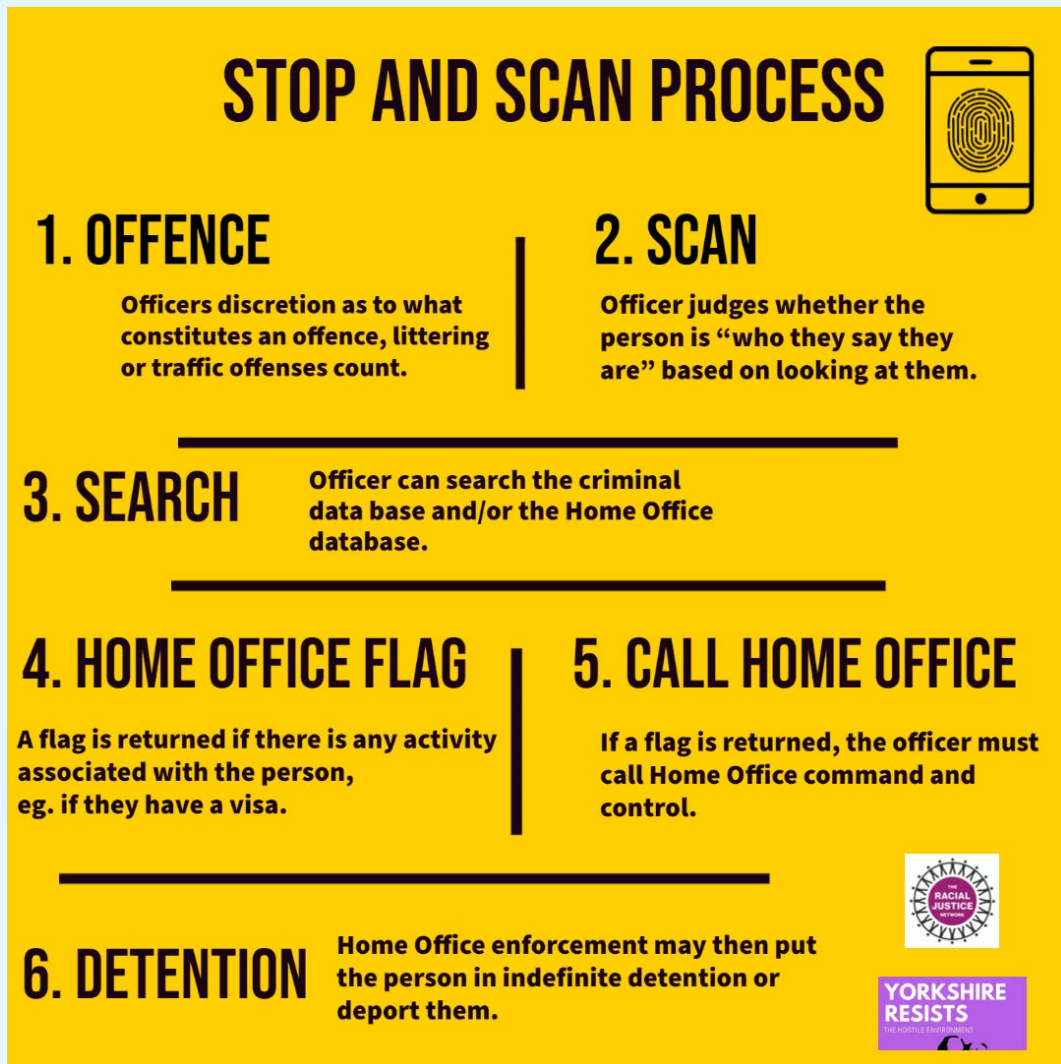 STOP AND SCAN PROCESS
1. OFFENCE
Officers discretion as to what
constitutes an offence, littering
or traffic offenses count.
2. SCAN
Officer judges whether the
person is “who they say they
are” based on looking at them.
3. SEARCH
Officer can search the criminal
data base and/or the Home Office
database.
4. HOME OFFICE FLAG
A flag is returned if there is any activity
associated with the person,
eg. if they have a visa.
5. CALL HOME OFFICE
If a flag is returned, the officer must
call Home Office command and
control.
6. DETENTION
Home Office enforcement may then put
the person in indefinite detention or
deport them.
THE
RACIAL
JUSTICE
NETWORK
YORKSHIRE
RESISTS
THE HOSTILE ENVIRONMENT